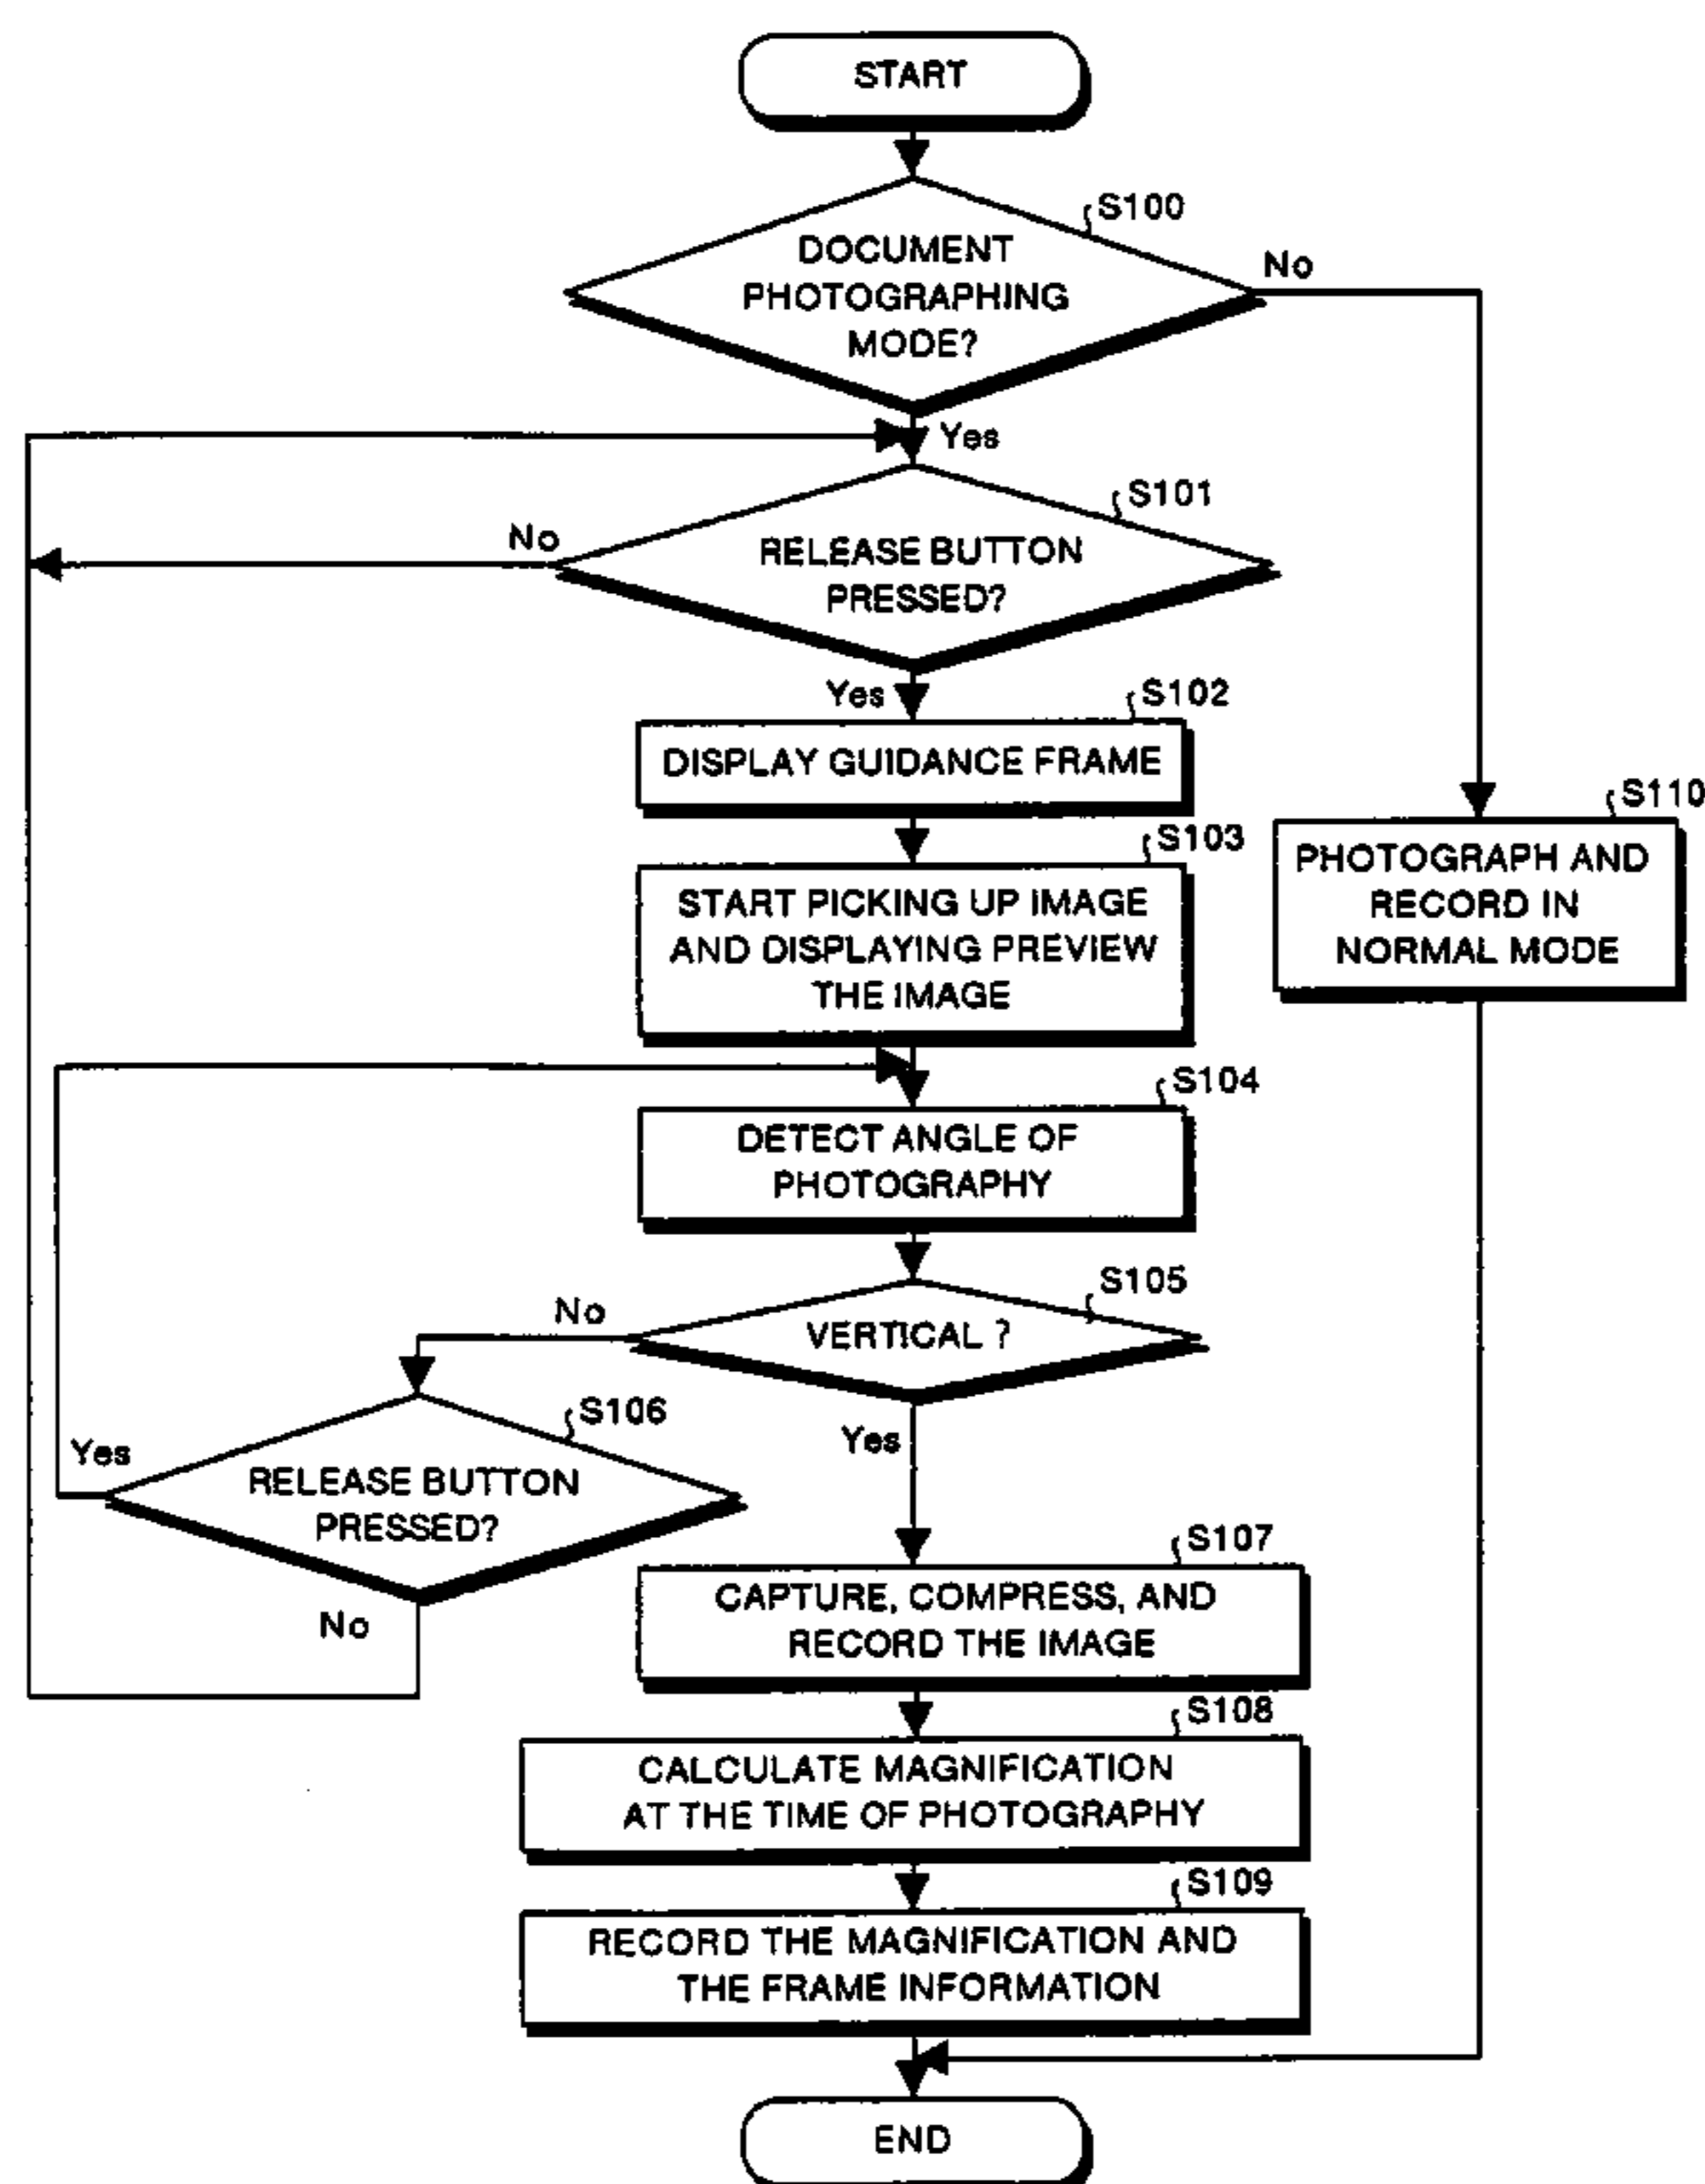 START
S100
DOCUMENT
PHOTOGRAPHING
MODE?
No
Yes
S101
No
RELEASE BUTTON
PRESSED?
Yes
S102
DISPLAY GUIDANCE FRAME
S103
START PICKING UP IMAGE
AND DISPLAYING PREVIEW
THE IMAGE
S110
PHOTOGRAPH AND
RECORD IN
NORMAL MODE
S104
DETECT ANGLE OF
PHOTOGRAPHY
S105
No
VERTICAL ?
Yes
S106
Yes
RELEASE BUTTON
PRESSED?
No
S107
CAPTURE, COMPRESS, AND
RECORD THE IMAGE
S108
CALCULATE MAGNIFICATION
AT THE TIME OF PHOTOGRAPHY
S109
RECORD THE MAGNIFICATION AND
THE FRAME INFORMATION
END